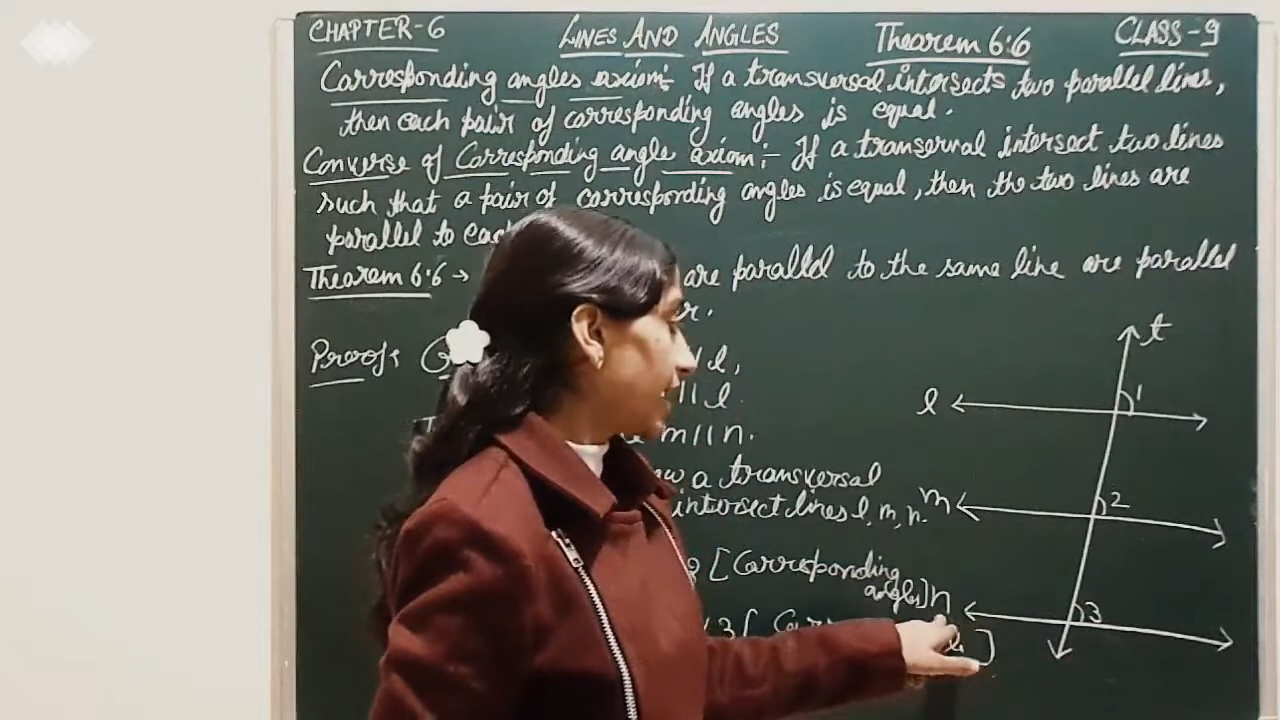 CHAPTER-6 LINES AND ANGLES Theorem 6.6 CLASS-9
Corresponding angles axiom:- If a transversal intersects two parallel lines,
then each pair of corresponding angles is equal.
Converse of Corresponding angle axiom:- If a transerval intersect two lines
such that a pair of corresponding angles is equal, then the two lines are
parallel to
Theorem 6.6 → are parallel to the same line are parallel
Proof:
l,
|| l.
m || n.
a transversal
intersect lines l, m, n.
[Corresponding
angles]
3 [
]
t
l 1
m 2
n 3